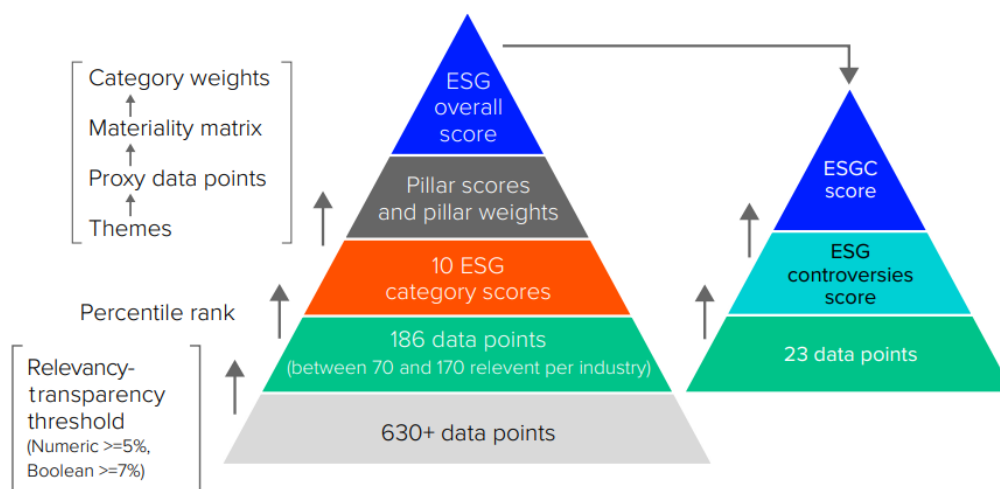 Category weights
Materiality matrix
Proxy data points
Themes
Percentile rank
Relevancy-
transparency
threshold
(Numeric >=5%,
Boolean >=7%)
ESG
overall
score
Pillar scores
and pillar weights
10 ESG
category scores
186 data points
(between 70 and 170 relevent per industry)
630+ data points
ESGC
score
ESG
controversies
score
23 data points